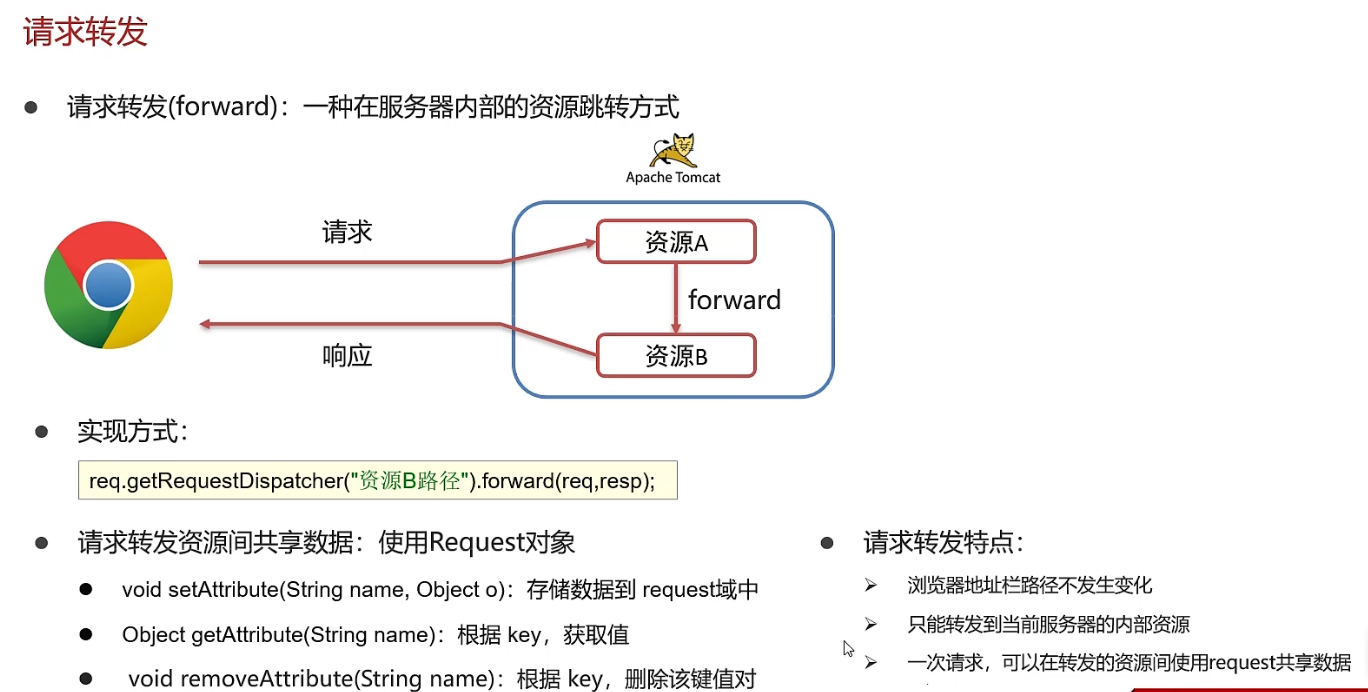 请求转发
请求转发(forward)：一种在服务器内部的资源跳转方式
Apache Tomcat
请求
资源A
forward
资源B
响应
实现方式：
req.getRequestDispatcher("资源B路径").forward(req,resp);
请求转发资源间共享数据：使用Request对象
void setAttribute(String name, Object o)：存储数据到 request域中
Object getAttribute(String name)：根据 key，获取值
void removeAttribute(String name)：根据 key，删除该键值对
请求转发特点：
浏览器地址栏路径不发生变化
只能转发到当前服务器的内部资源
一次请求，可以在转发的资源间使用request共享数据